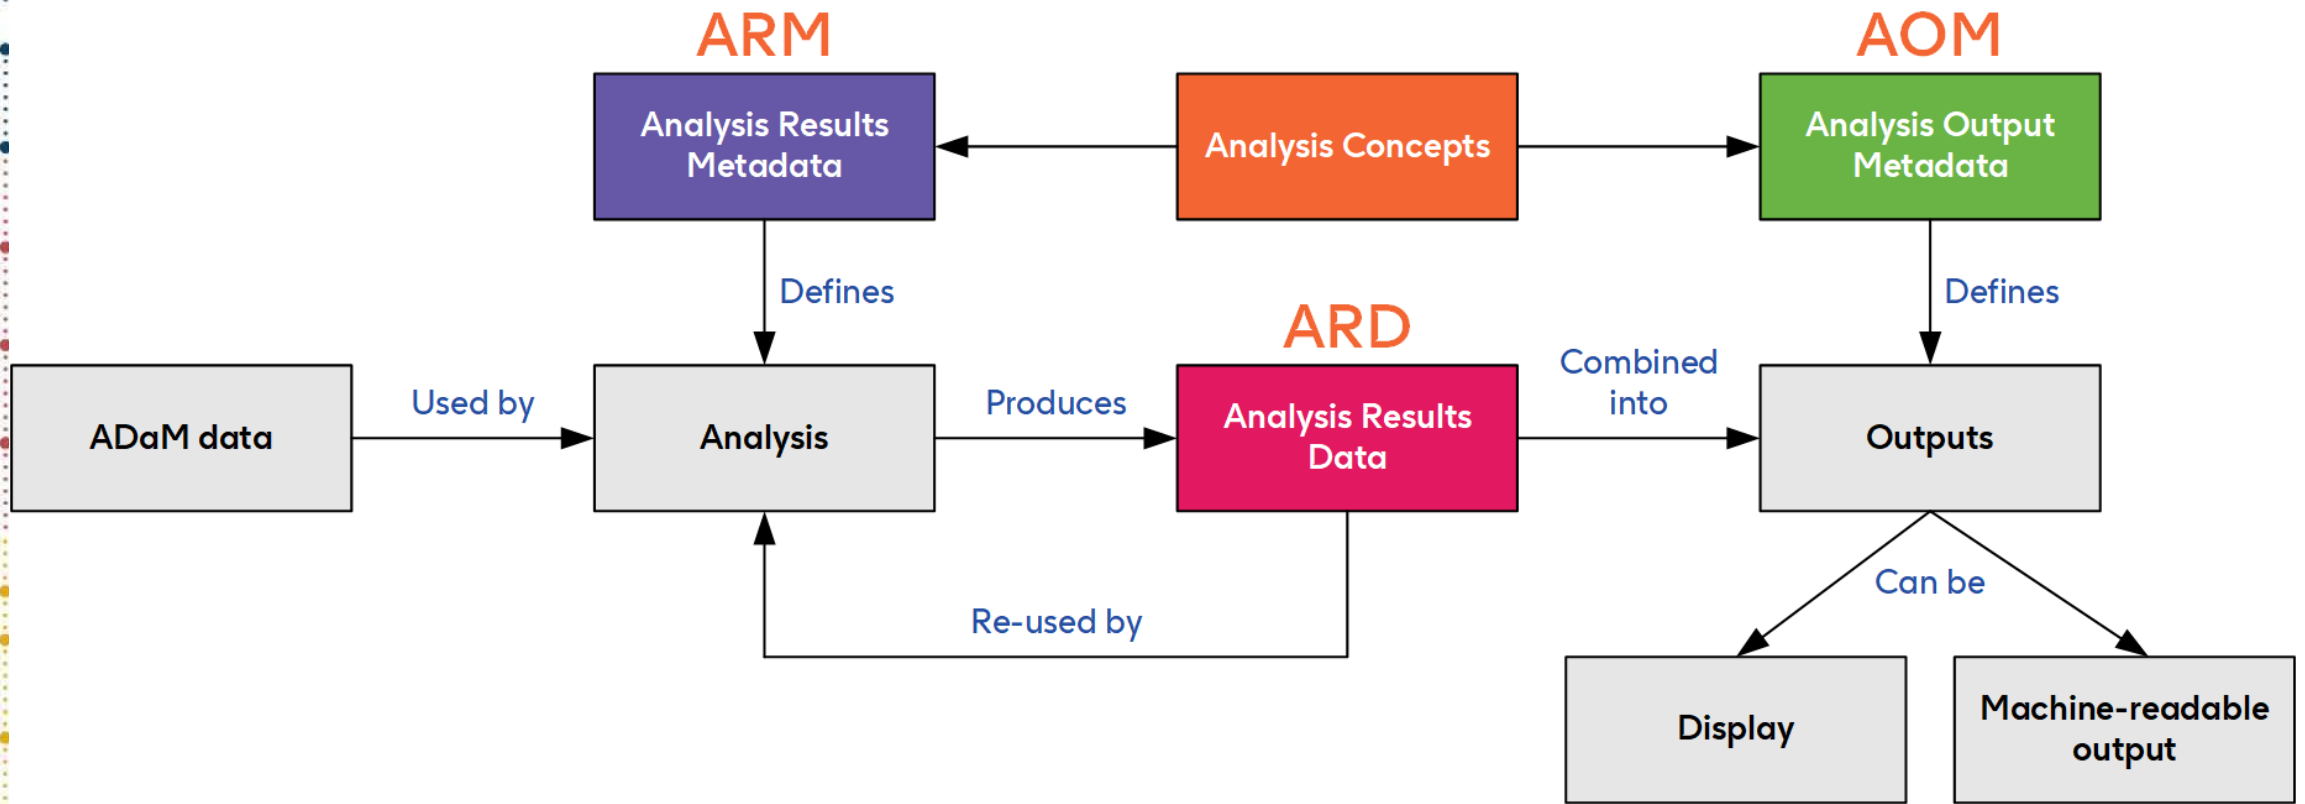 ARM
AOM
Analysis Results
Metadata
Analysis Concepts
Analysis Output
Metadata
Defines
Defines
ARD
ADaM data
Used by
Analysis
Produces
Analysis Results
Data
Combined
into
Outputs
Re-used by
Can be
Display
Machine-readable
output